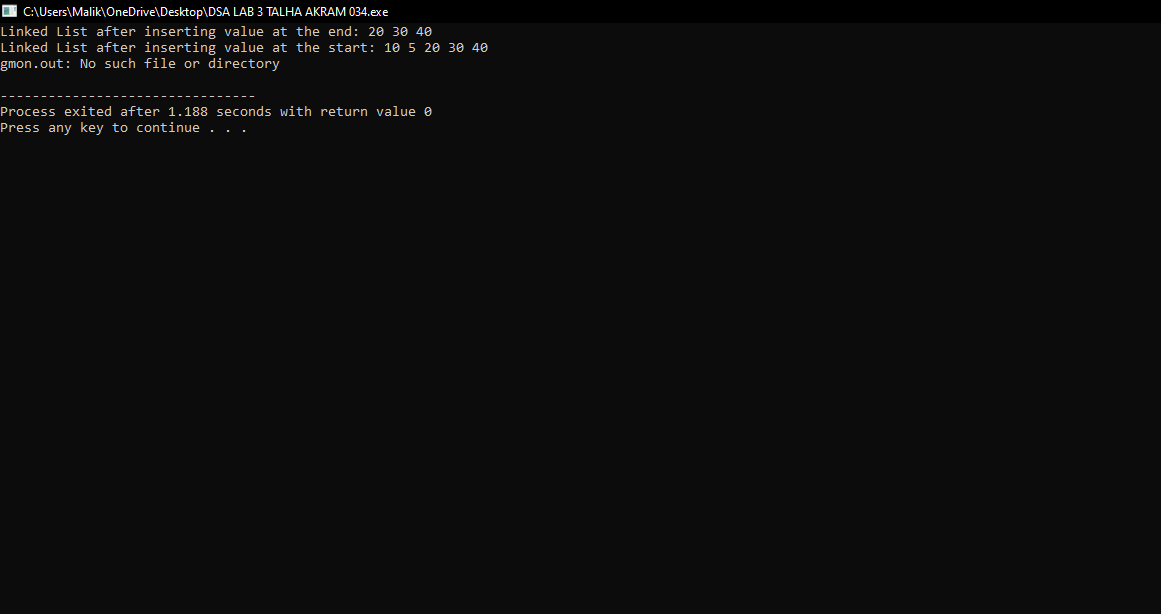 C:\Users\Malik\OneDrive\Desktop\DSA LAB 3 TALHA AKRAM 034.exe
Linked List after inserting value at the end: 20 30 40
Linked List after inserting value at the start: 10 5 20 30 40
gmon.out: No such file or directory
--------------------------------
Process exited after 1.188 seconds with return value 0
Press any key to continue . . .